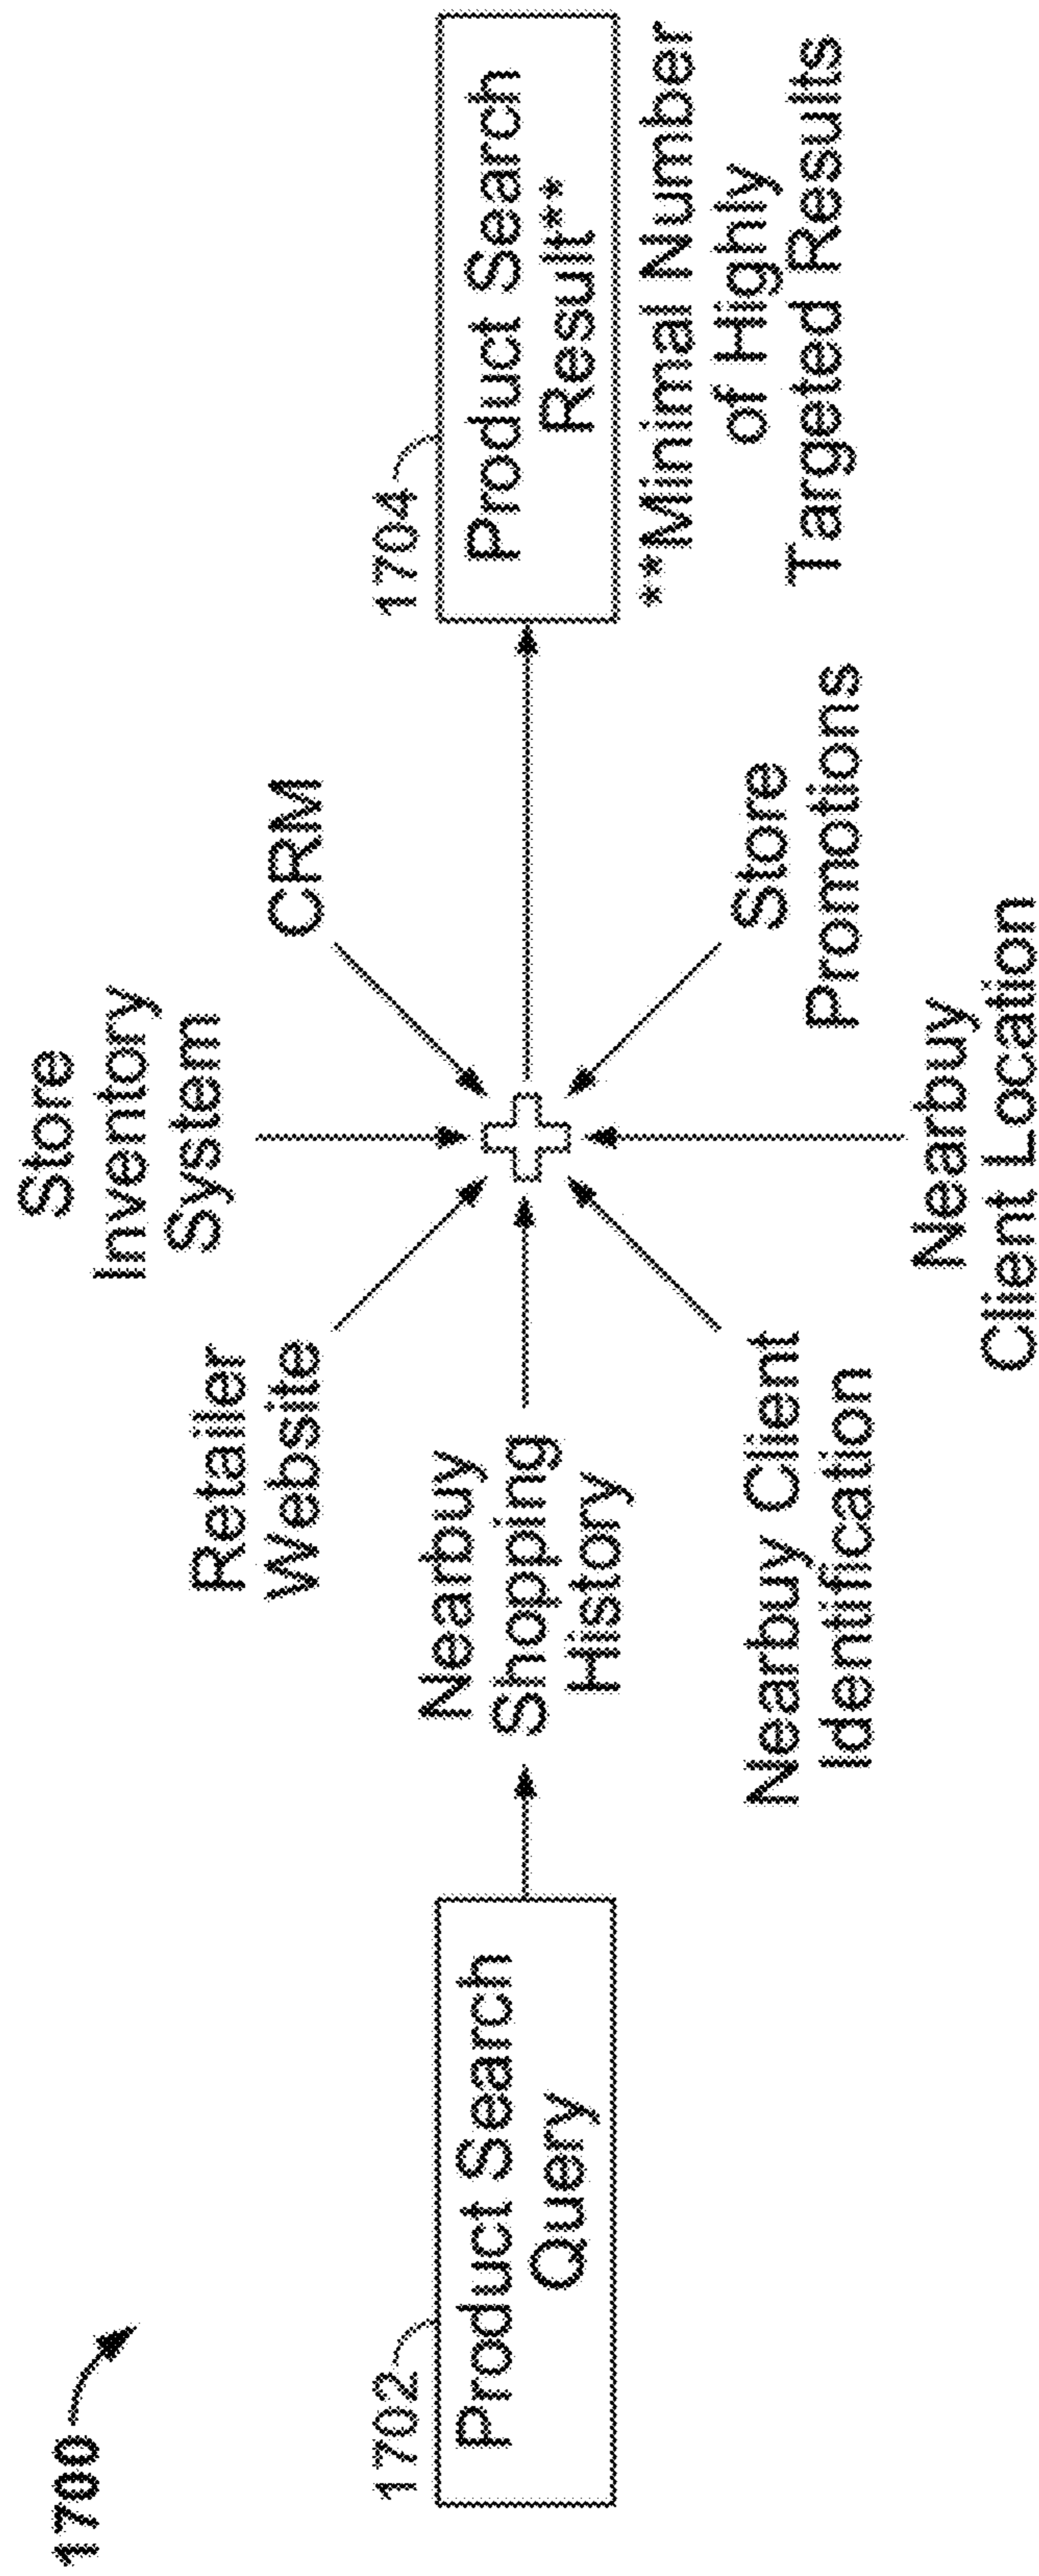 1700
1702
Product Search
Query
Nearbuy
Shopping
History
Retailer
Website
Store
Inventory
System
CRM
Nearbuy Client
Identification
Nearbuy
Client Location
Store
Promotions
1704
Product Search
Result**
**Minimal Number
of Highly
Targeted Results